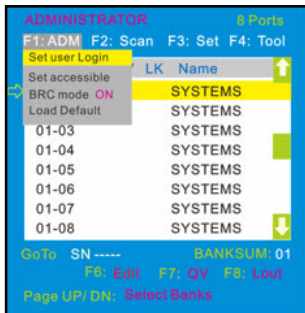 ADMINISTRATOR 8 Ports
F1: ADM F2: Scan F3: Set F4: Tool
Set user Login
LK Name
Set accessible
BRC mode ON SYSTEMS
Load Default SYSTEMS
01-03 SYSTEMS
01-04 SYSTEMS
01-05 SYSTEMS
01-06 SYSTEMS
01-07 SYSTEMS
01-08 SYSTEMS
GoTo SN ----- BANKSUM: 01
F6: Edit F7: QV F8: Lout
Page UP/ DN: Select Banks